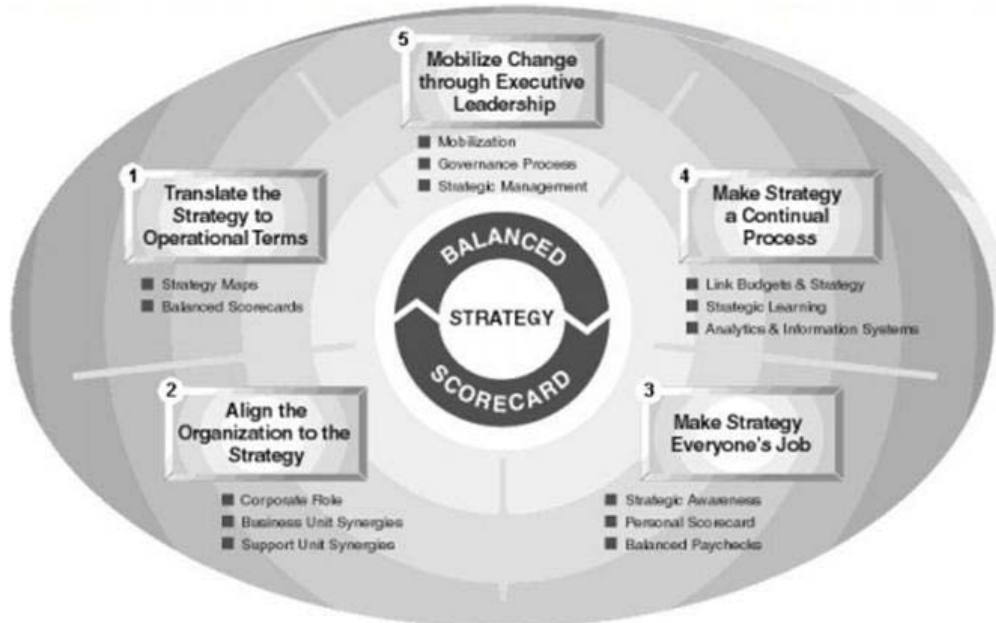 5
Mobilize Change
through Executive
Leadership
Mobilization
Governance Process
Strategic Management
1
Translate the
Strategy to
Operational Terms
Strategy Maps
Balanced Scorecards
4
Make Strategy
a Continual
Process
Link Budgets & Strategy
Strategic Learning
Analytics & Information Systems
BALANCED
STRATEGY
SCORECARD
2
Align the
Organization to the
Strategy
Corporate Role
Business Unit Synergies
Support Unit Synergies
3
Make Strategy
Everyone's Job
Strategic Awareness
Personal Scorecard
Balanced Paychecks